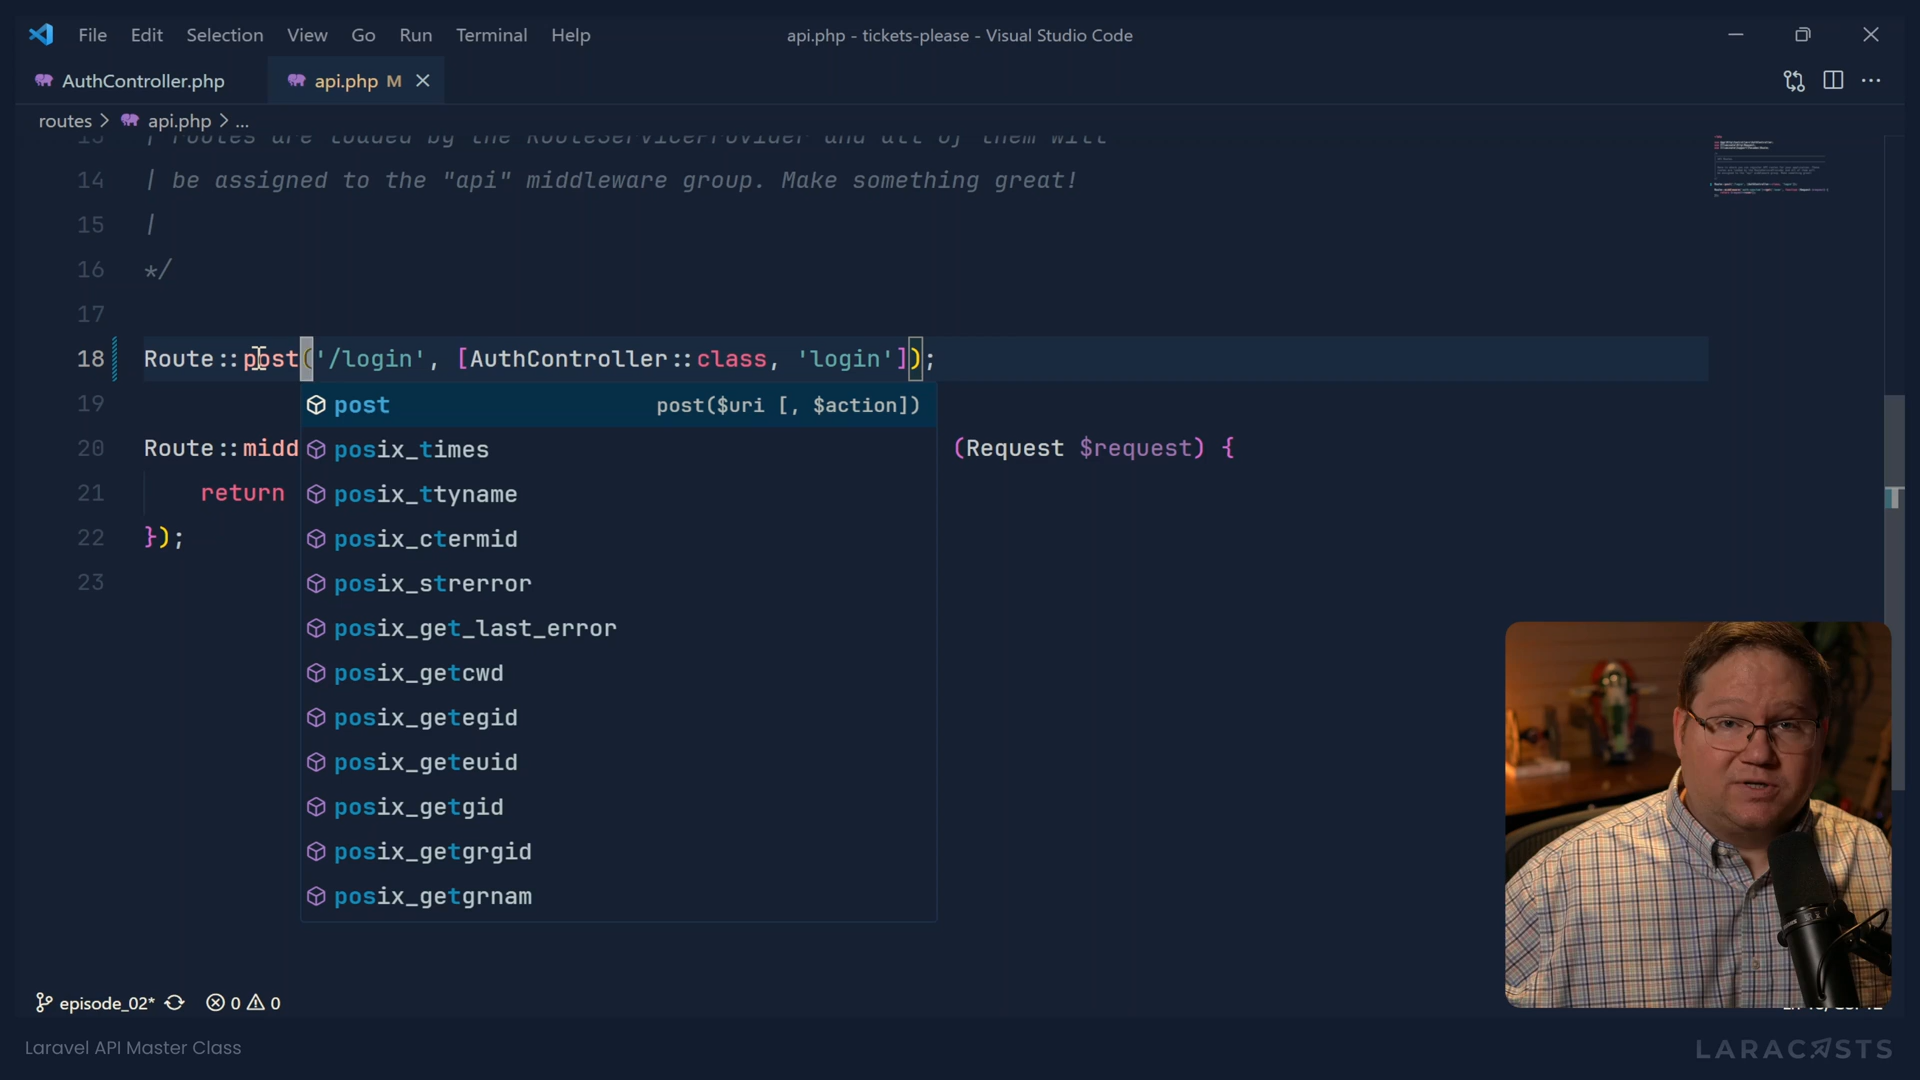 File Edit Selection View Go Run Terminal Help api.php - tickets-please - Visual Studio Code
AuthController.php api.php M
routes > api.php > ...
13 | routes are loaded by the RouteServiceProvider and all of them will
14 | be assigned to the "api" middleware group. Make something great!
15 |
16 */
17
18 Route::post('/login', [AuthController::class, 'login']);
19 post post($uri [, $action])
20 Route::midd posix_times (Request $request) {
21 return posix_ttyname
22 }); posix_ctermid
23 posix_strerror
posix_get_last_error
posix_getcwd
posix_getegid
posix_geteuid
posix_getgid
posix_getgrgid
posix_getgrnam
episode_02* 0 0
Laravel API Master Class LARACASTS